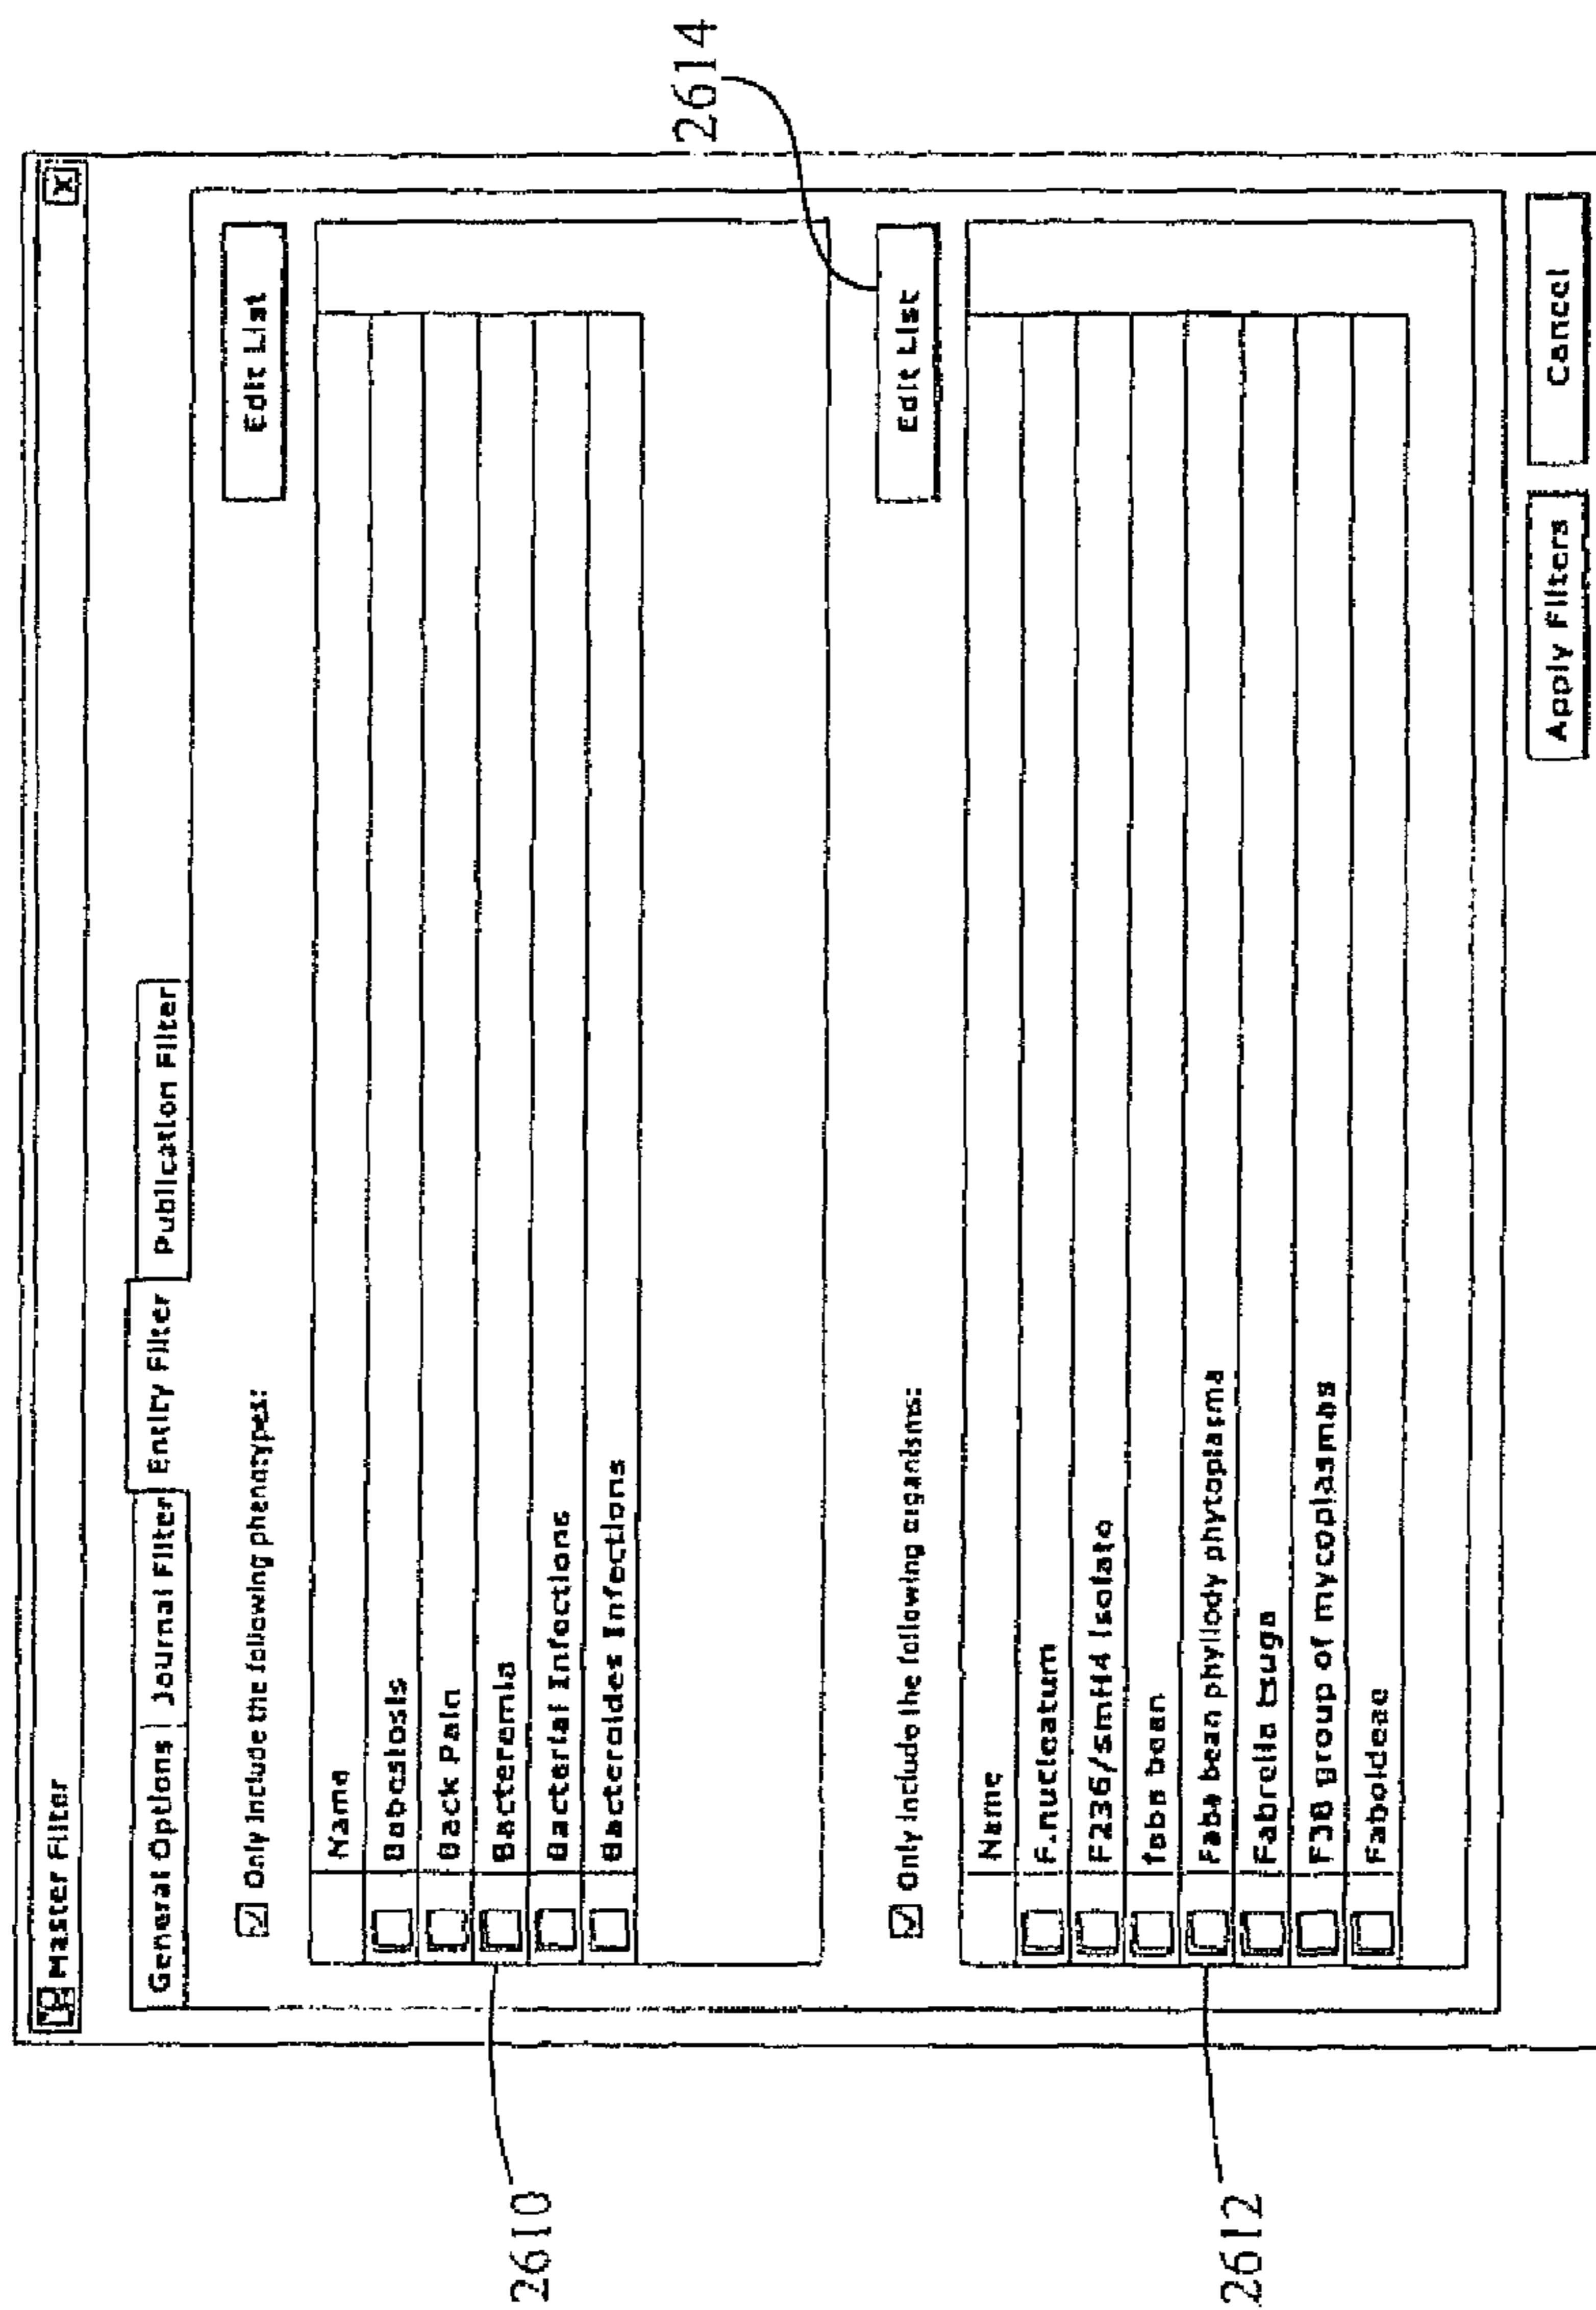 Master Filter
General Options Journal Filter Entity Filter Publication Filter
Only include the following phenotypes: Edit List
Name
Babesiosis
Back Pain
Bacteremia
Bacterial Infections
Bacteroides Infections
2610
2614
Only include the following organisms: Edit List
Name
F.nucleatum
F236/smH4 isolate
faba bean
Faba bean phyllody phytoplasma
Fabrella tsuga
F38 group of mycoplasmas
Faboideae
2612
Apply Filters Cancel